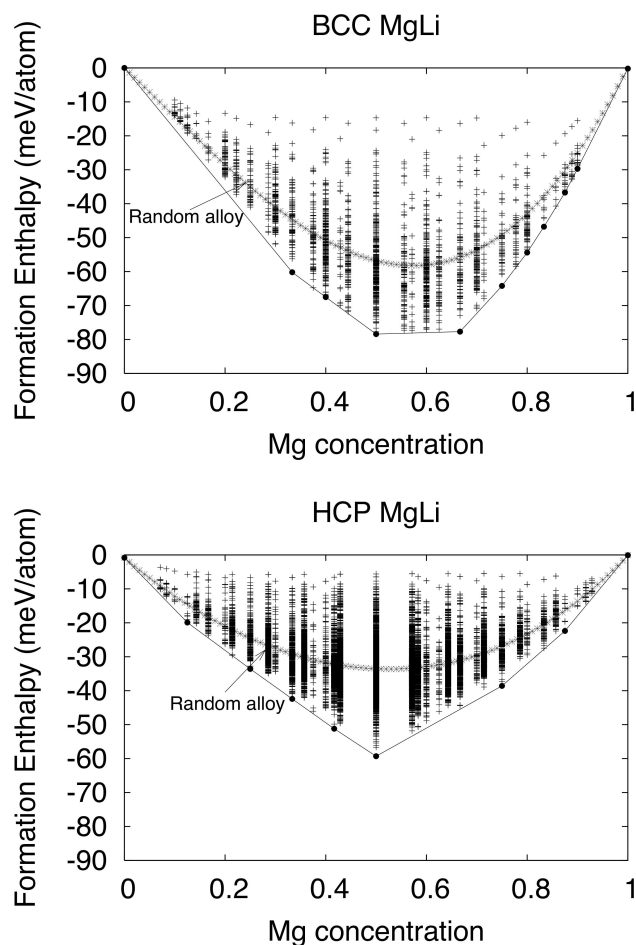 BCC MgLi
Formation Enthalpy (meV/atom)
0
-10
-20
-30
-40
-50
-60
-70
-80
-90
Random alloy
0 0.2 0.4 0.6 0.8 1
Mg concentration
HCP MgLi
Formation Enthalpy (meV/atom)
0
-10
-20
-30
-40
-50
-60
-70
-80
-90
Random alloy
0 0.2 0.4 0.6 0.8 1
Mg concentration